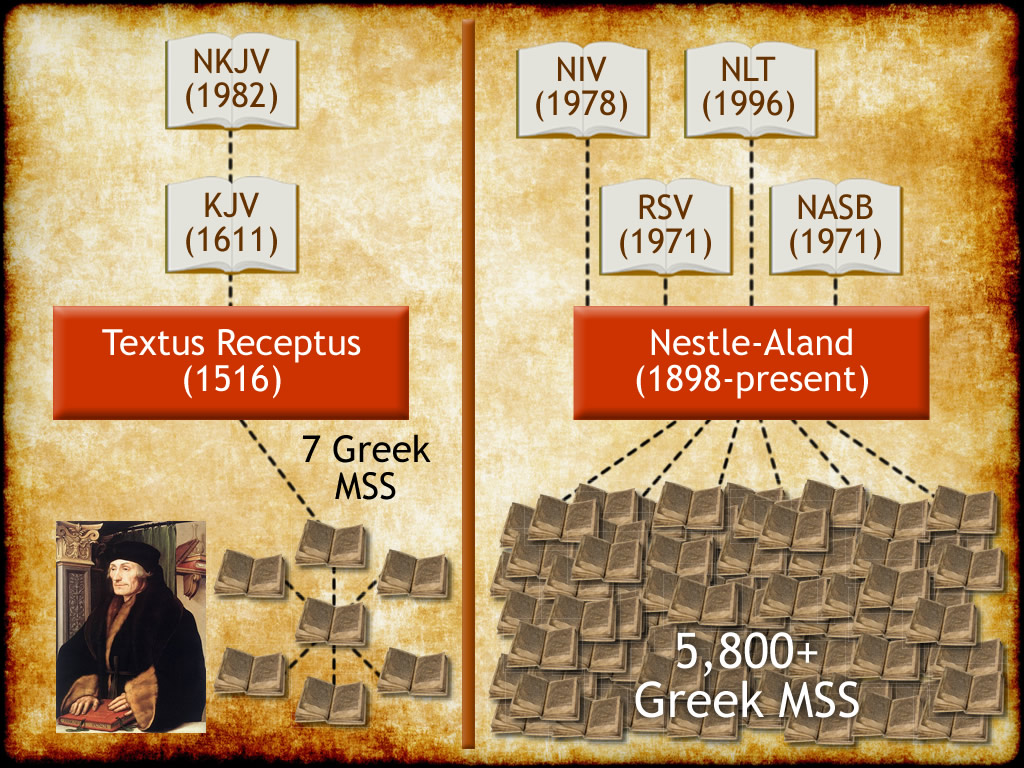 NKJV
(1982)
KJV
(1611)
Textus Receptus
(1516)
7 Greek
MSS
NIV
(1978)
NLT
(1996)
RSV
(1971)
NASB
(1971)
Nestle-Aland
(1898-present)
5,800+
Greek MSS